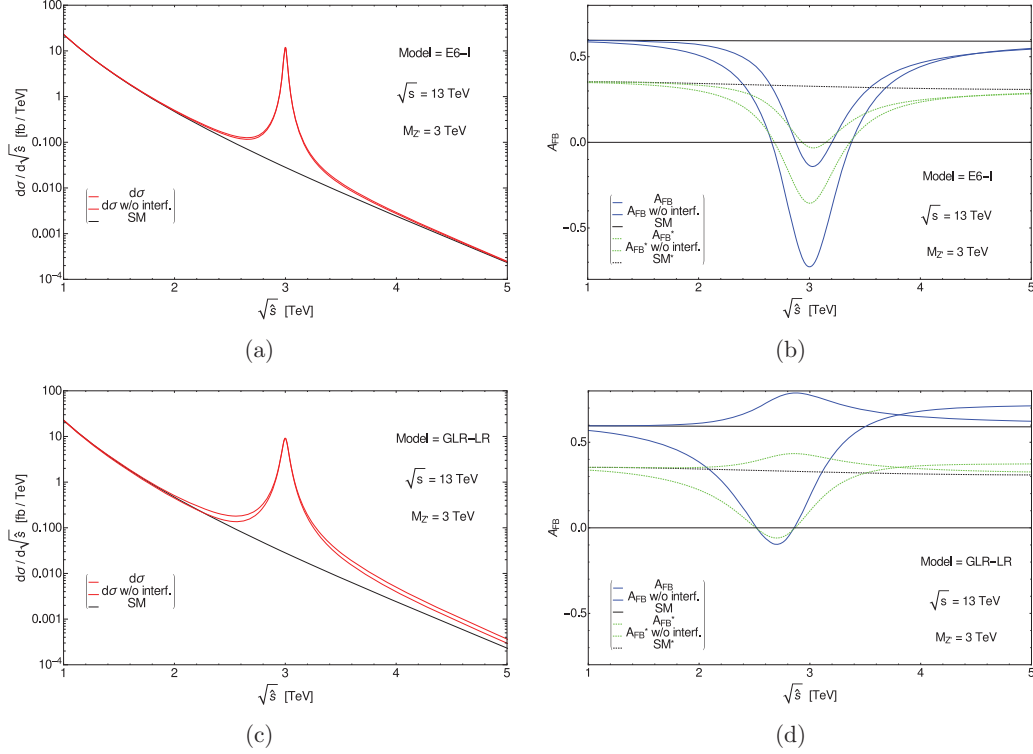 100
10
1
0.100
0.010
0.001
10⁻⁴
dσ / d√ŝ [fb / TeV]
Model = E6-I
√s = 13 TeV
M_Z' = 3 TeV
dσ
dσ w/o interf.
SM
1 2 3 4 5
√ŝ [TeV]
(a)
0.5
0.0
-0.5
A_FB
Model = E6-I
√s = 13 TeV
M_Z' = 3 TeV
A_FB
A_FB w/o interf.
SM
A_FB*
A_FB* w/o interf.
SM*
1 2 3 4 5
√ŝ [TeV]
(b)
100
10
1
0.100
0.010
0.001
10⁻⁴
dσ / d√ŝ [fb / TeV]
Model = GLR-LR
√s = 13 TeV
M_Z' = 3 TeV
dσ
dσ w/o interf.
SM
1 2 3 4 5
√ŝ [TeV]
(c)
0.5
0.0
-0.5
A_FB
Model = GLR-LR
√s = 13 TeV
M_Z' = 3 TeV
A_FB
A_FB w/o interf.
SM
A_FB*
A_FB* w/o interf.
SM*
1 2 3 4 5
√ŝ [TeV]
(d)